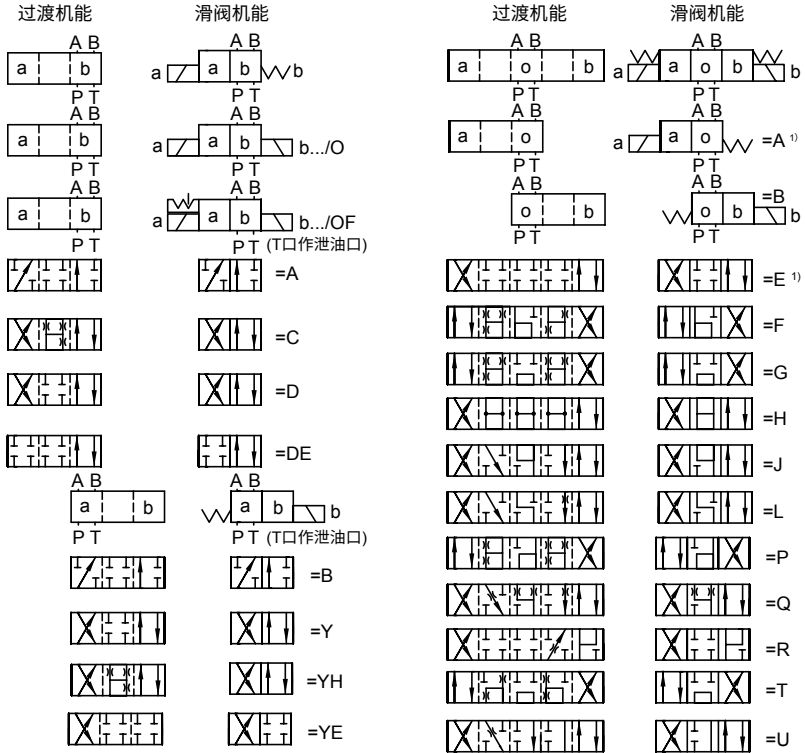 过渡机能 滑阀机能
A B A B
a b a a b b
P T P T
A B A B
a b a a b b.../O
P T P T
A B A B
a b a a b b.../OF
P T P T (T口作泄油口)
=A
=C
=D
=DE
A B A B
a b a b b
P T P T (T口作泄油口)
=B
=Y
=YH
=YE
过渡机能 滑阀机能
A B A B
a o b a a o b b
P T P T
A B A B
a o a a o =A 1)
P T P T
A B A B
o b o b b =B
P T P T
=E 1)
=F
=G
=H
=J
=L
=P
=Q
=R
=T
=U